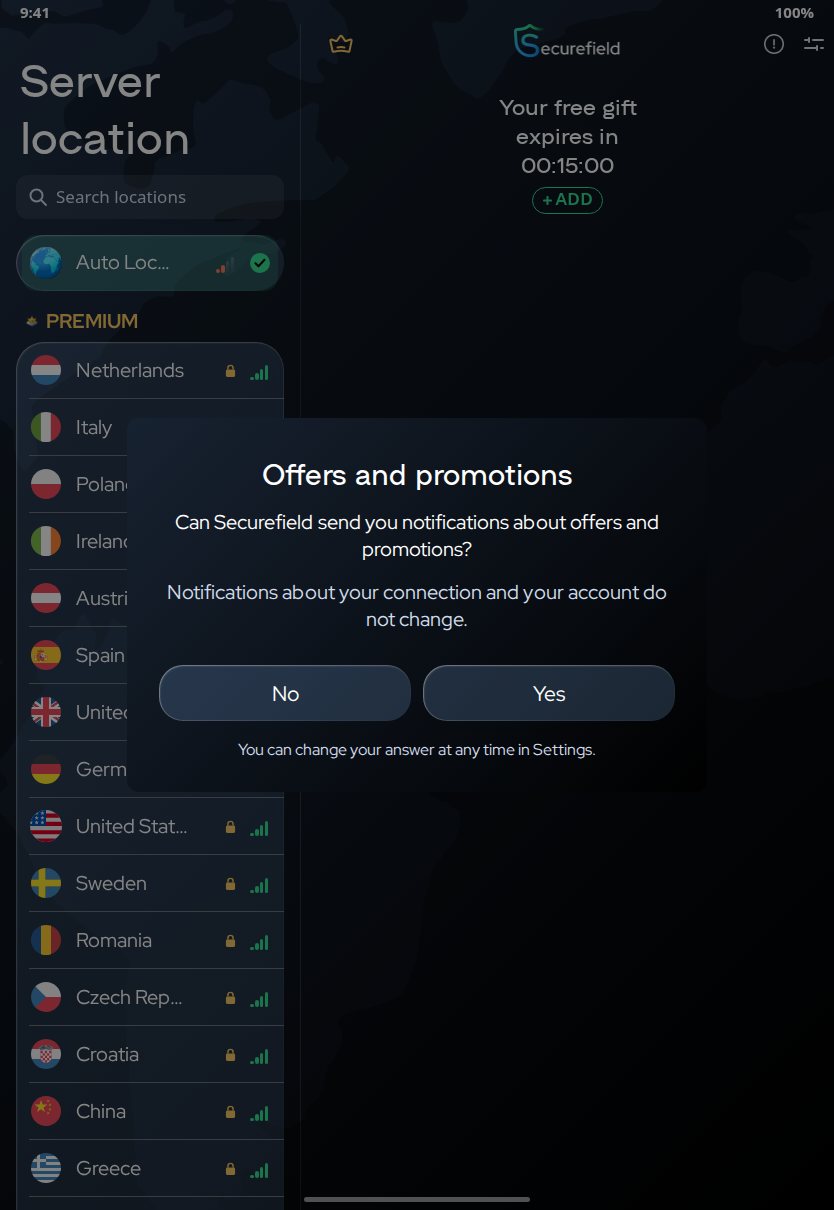 9:41
100%
Securefield
Server
location
Your free gift
expires in
00:15:00
+ADD
Search locations
Auto Loc...
PREMIUM
Netherlands
Italy
Polan
Irelan
Austri
Spain
Unite
Germ
Offers and promotions
Can Securefield send you notifications about offers and
promotions?
Notifications about your connection and your account do
not change.
No
Yes
You can change your answer at any time in Settings.
United Stat...
Sweden
Romania
Czech Rep...
Croatia
China
Greece